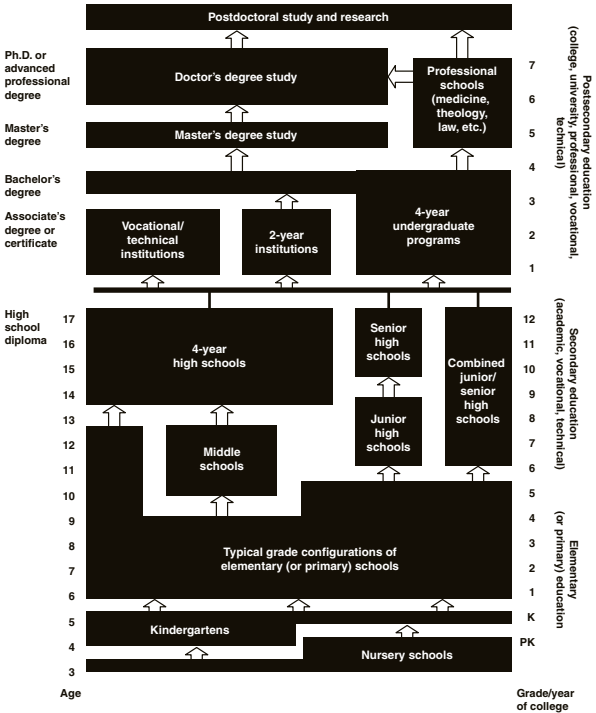 Postdoctoral study and research
Ph.D. or
advanced
professional
degree
Doctor's degree study
Professional
schools
(medicine,
theology,
law, etc.)
7
6
Master's
degree
Master's degree study
5
Bachelor's
degree
4
3
Associate's
degree or
certificate
Vocational/
technical
institutions
2-year
institutions
4-year
undergraduate
programs
2
1
Postsecondary education
(college, university, professional, vocational,
technical)
High
school
diploma
17
16
15
14
13
12
11
10
9
8
7
6
5
4
3
4-year
high schools
Senior
high
schools
Combined
junior/
senior
high
schools
Junior
high
schools
Middle
schools
12
11
10
9
8
7
6
5
4
3
2
1
K
PK
Secondary education
(academic, vocational, technical)
Typical grade configurations of
elementary (or primary) schools
Elementary
(or primary) education
Kindergartens
Nursery schools
Age
Grade/year
of college